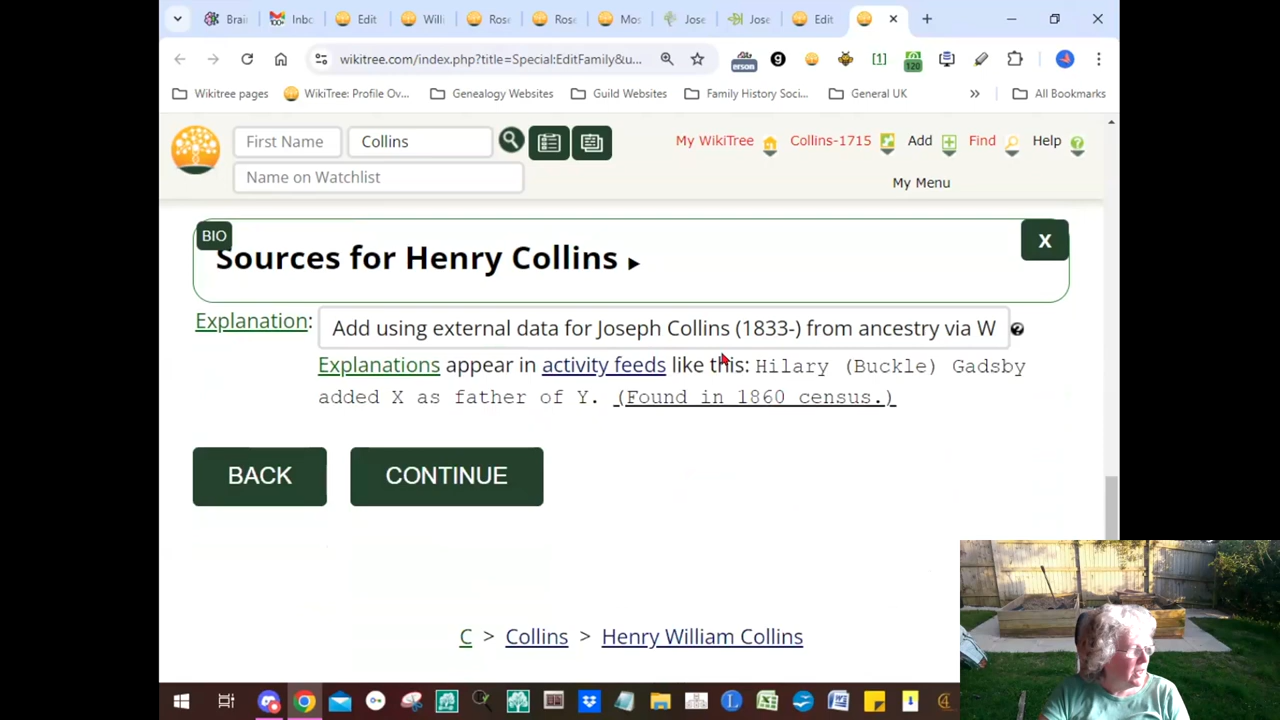 Brai
Inbo
Edit
Willi
Rose
Rose
Mos
Jose
Jose
Edit
wikitree.com/index.php?title=Special:EditFamily&u...
erson
g
[1]
120
Wikitree pages
WikiTree: Profile Ov...
Genealogy Websites
Guild Websites
Family History Soci...
General UK
»
All Bookmarks
First Name
Collins
My WikiTree
Collins-1715
Add
Find
Help
Name on Watchlist
My Menu
BIO
Sources for Henry Collins
X
Explanation: Add using external data for Joseph Collins (1833-) from ancestry via W
Explanations appear in activity feeds like this: Hilary (Buckle) Gadsby
added X as father of Y. (Found in 1860 census.)
BACK
CONTINUE
C > Collins > Henry William Collins